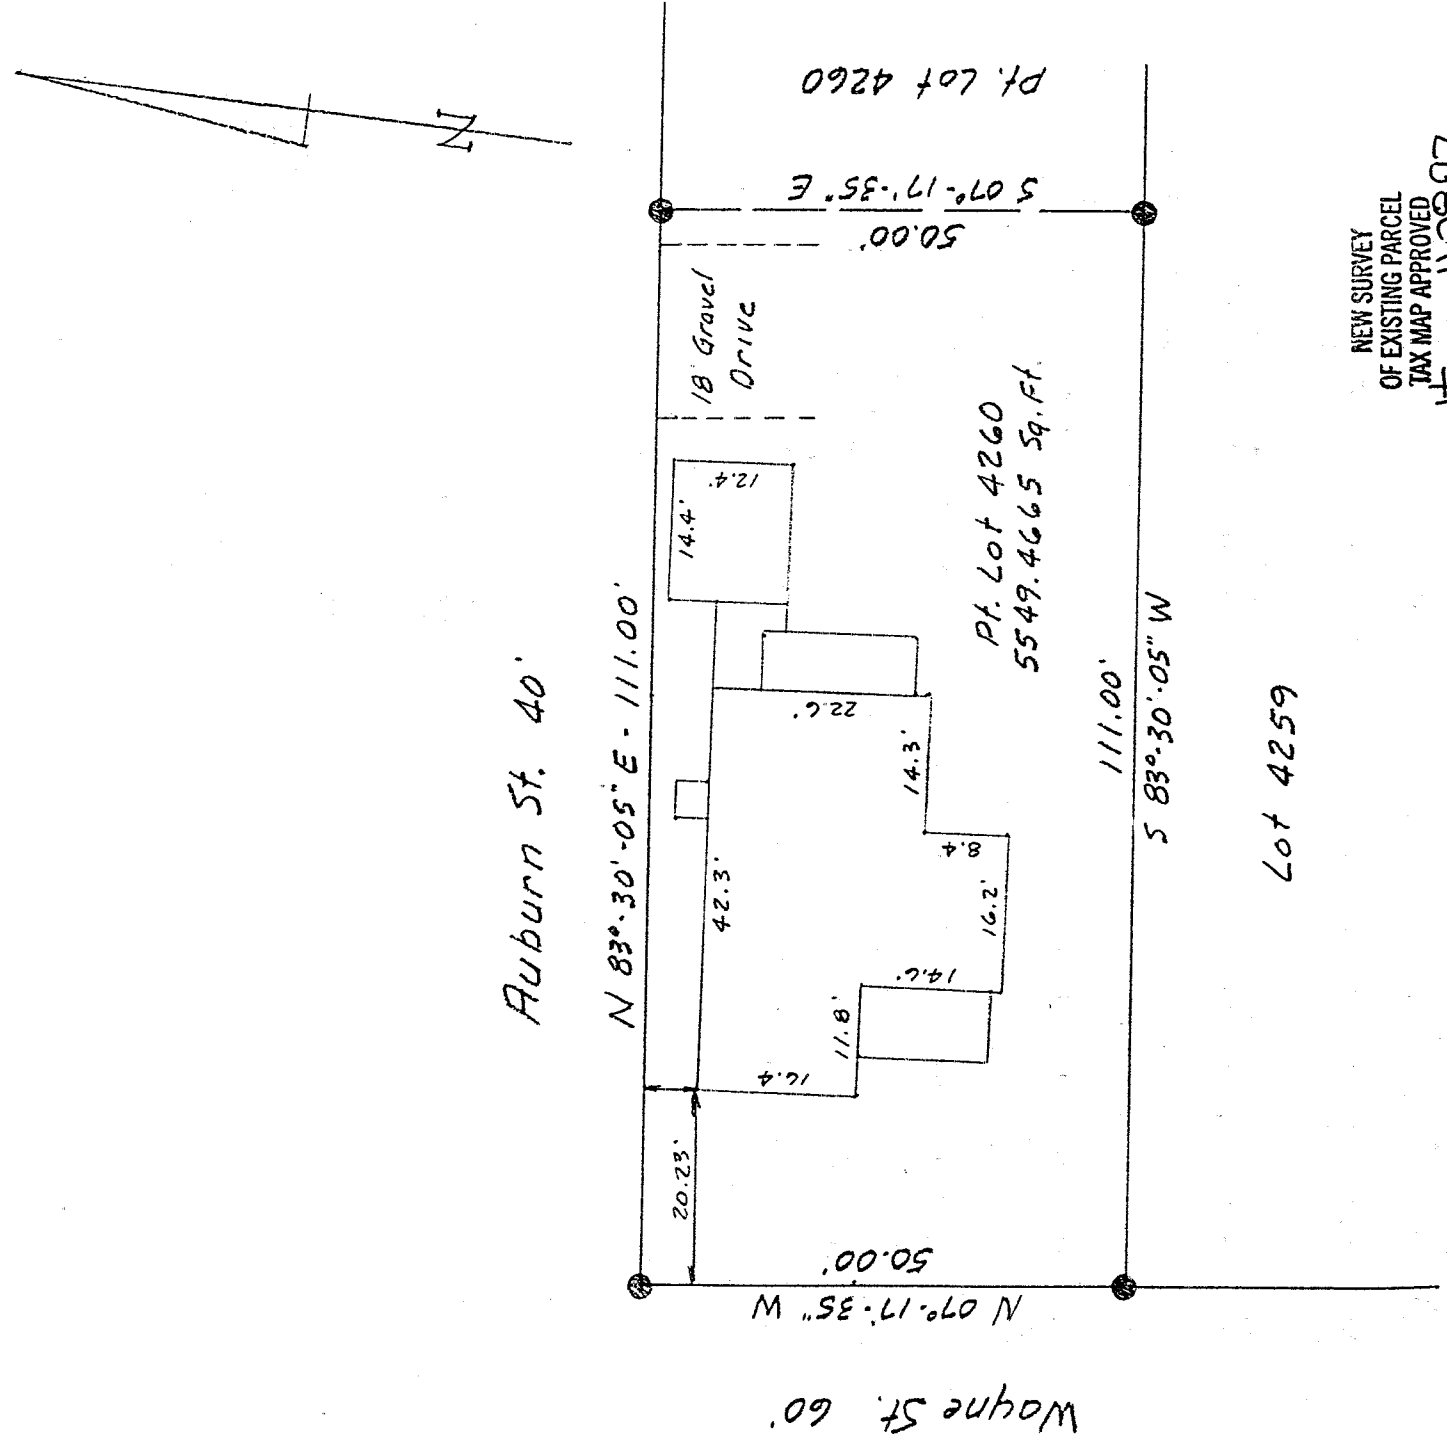 N
Pt. Lot 4260
S 07°-17'-35" E
50.00'
18' Gravel
Drive
12.4'
14.4'
Auburn St. 40'
N 83°-30'-05" E - 111.00'
Pt. Lot 4260
5549.4665 Sq.Ft.
22.6'
14.3'
42.3'
8.4
16.2'
14.6'
11.8'
16.4
20.23'
111.00'
S 83°-30'-05" W
Lot 4259
50.00'
N 07°-17'-35" W
Wayne St. 60'
NEW SURVEY
OF EXISTING PARCEL
TAX MAP APPROVED